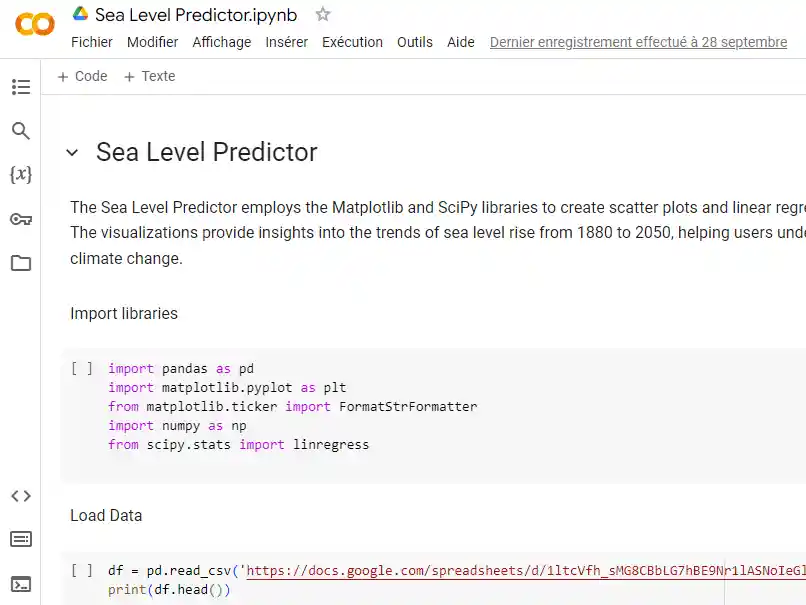 Sea Level Predictor.ipynb
Fichier Modifier Affichage Insérer Exécution Outils Aide Dernier enregistrement effectué à 28 septembre
+ Code + Texte
Sea Level Predictor
The Sea Level Predictor employs the Matplotlib and SciPy libraries to create scatter plots and linear regre
The visualizations provide insights into the trends of sea level rise from 1880 to 2050, helping users unde
climate change.
Import libraries
[ ] import pandas as pd
import matplotlib.pyplot as plt
from matplotlib.ticker import FormatStrFormatter
import numpy as np
from scipy.stats import linregress
Load Data
[ ] df = pd.read_csv('https://docs.google.com/spreadsheets/d/1ltcVfh_sMG8CBbLG7hBE9Nr1lASNoIeGl
print(df.head())